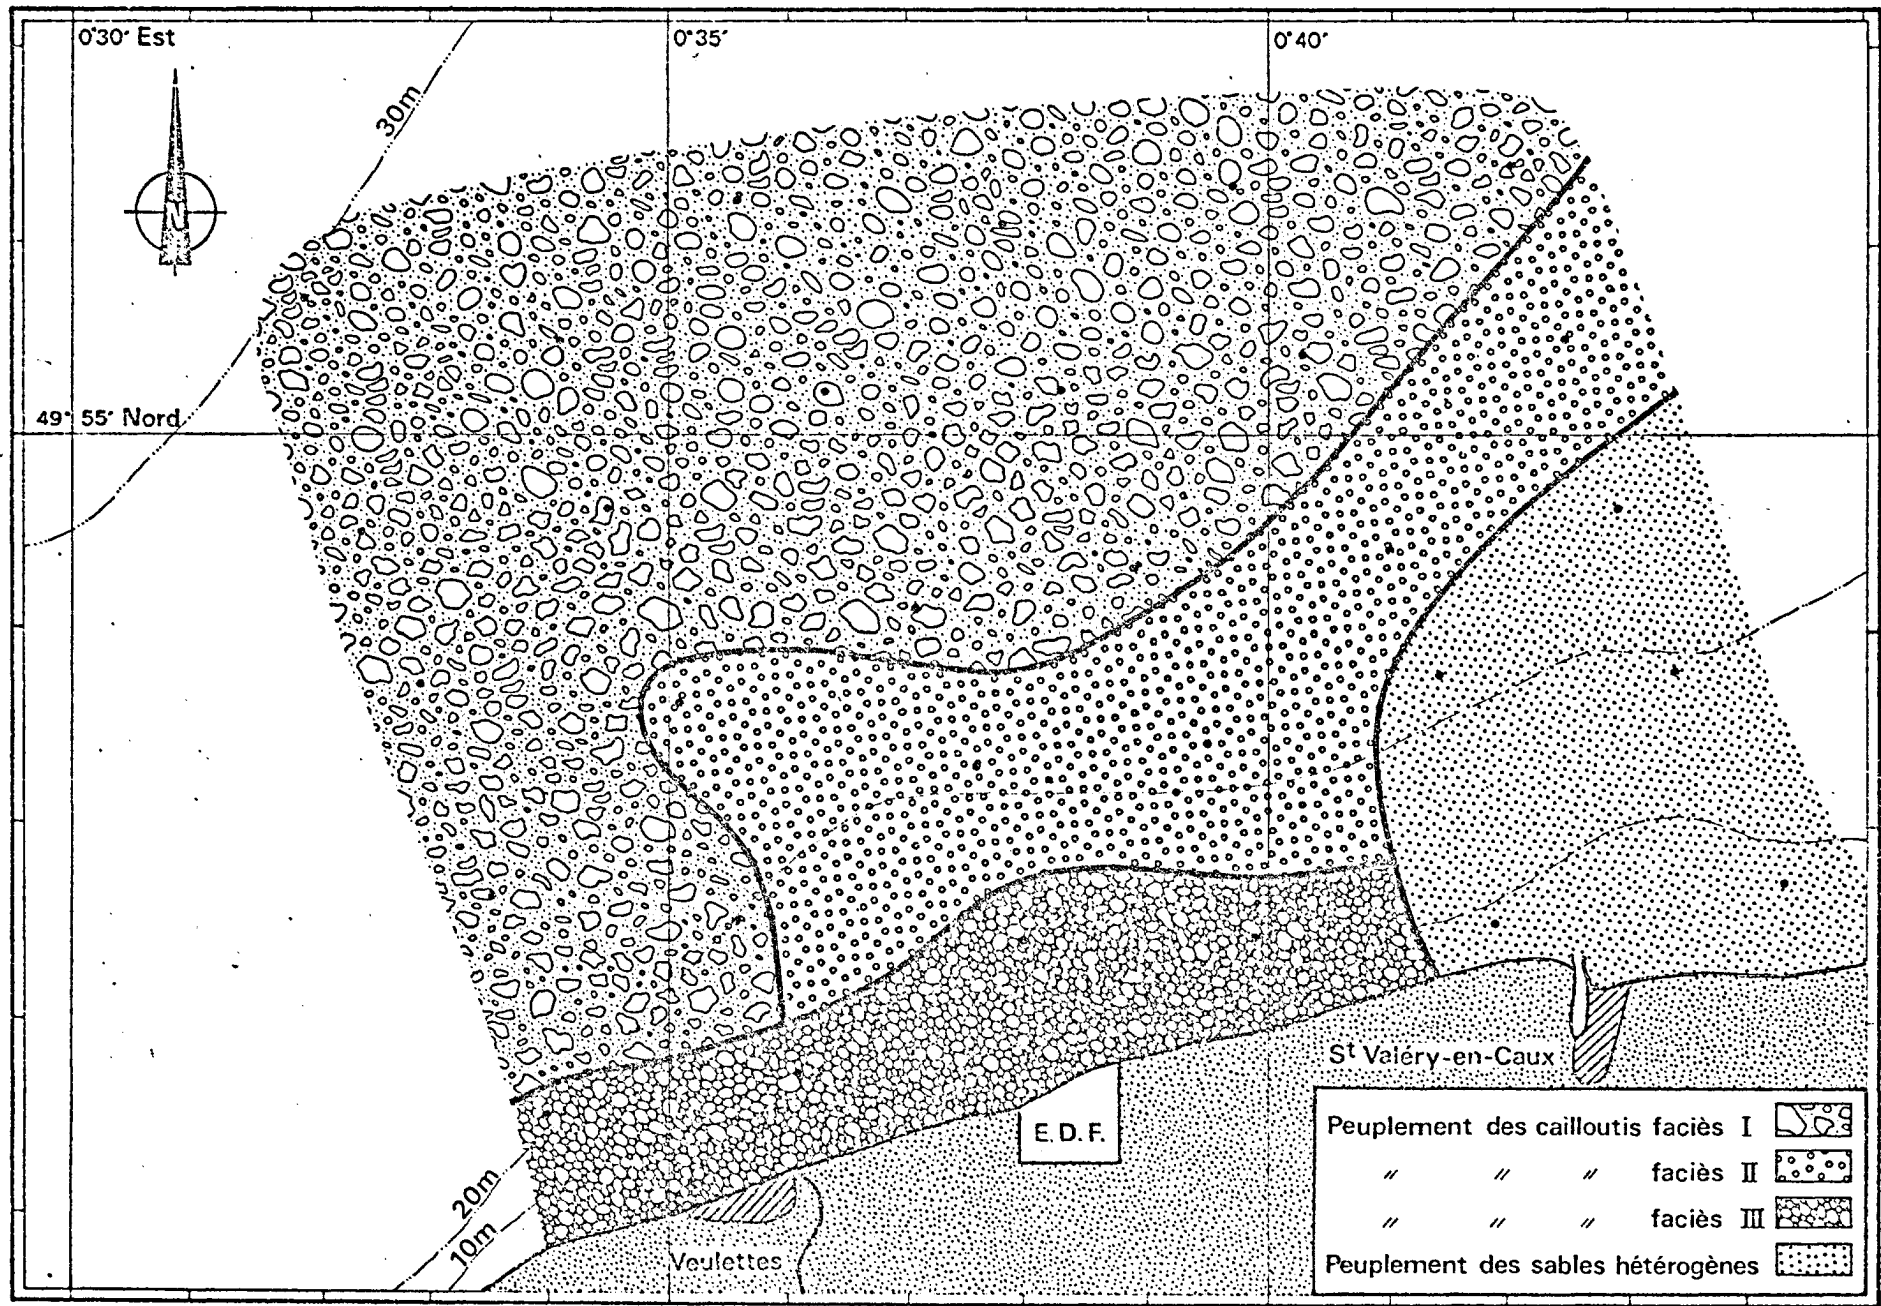 0°30' Est
0°35'
0°40'
30m
N
49° 55' Nord
St Valéry-en-Caux
E.D.F.
20m
10m
Veulettes
Peuplement des cailloutis faciès I
〃 〃 〃 faciès II
〃 〃 〃 faciès III
Peuplement des sables hétérogènes